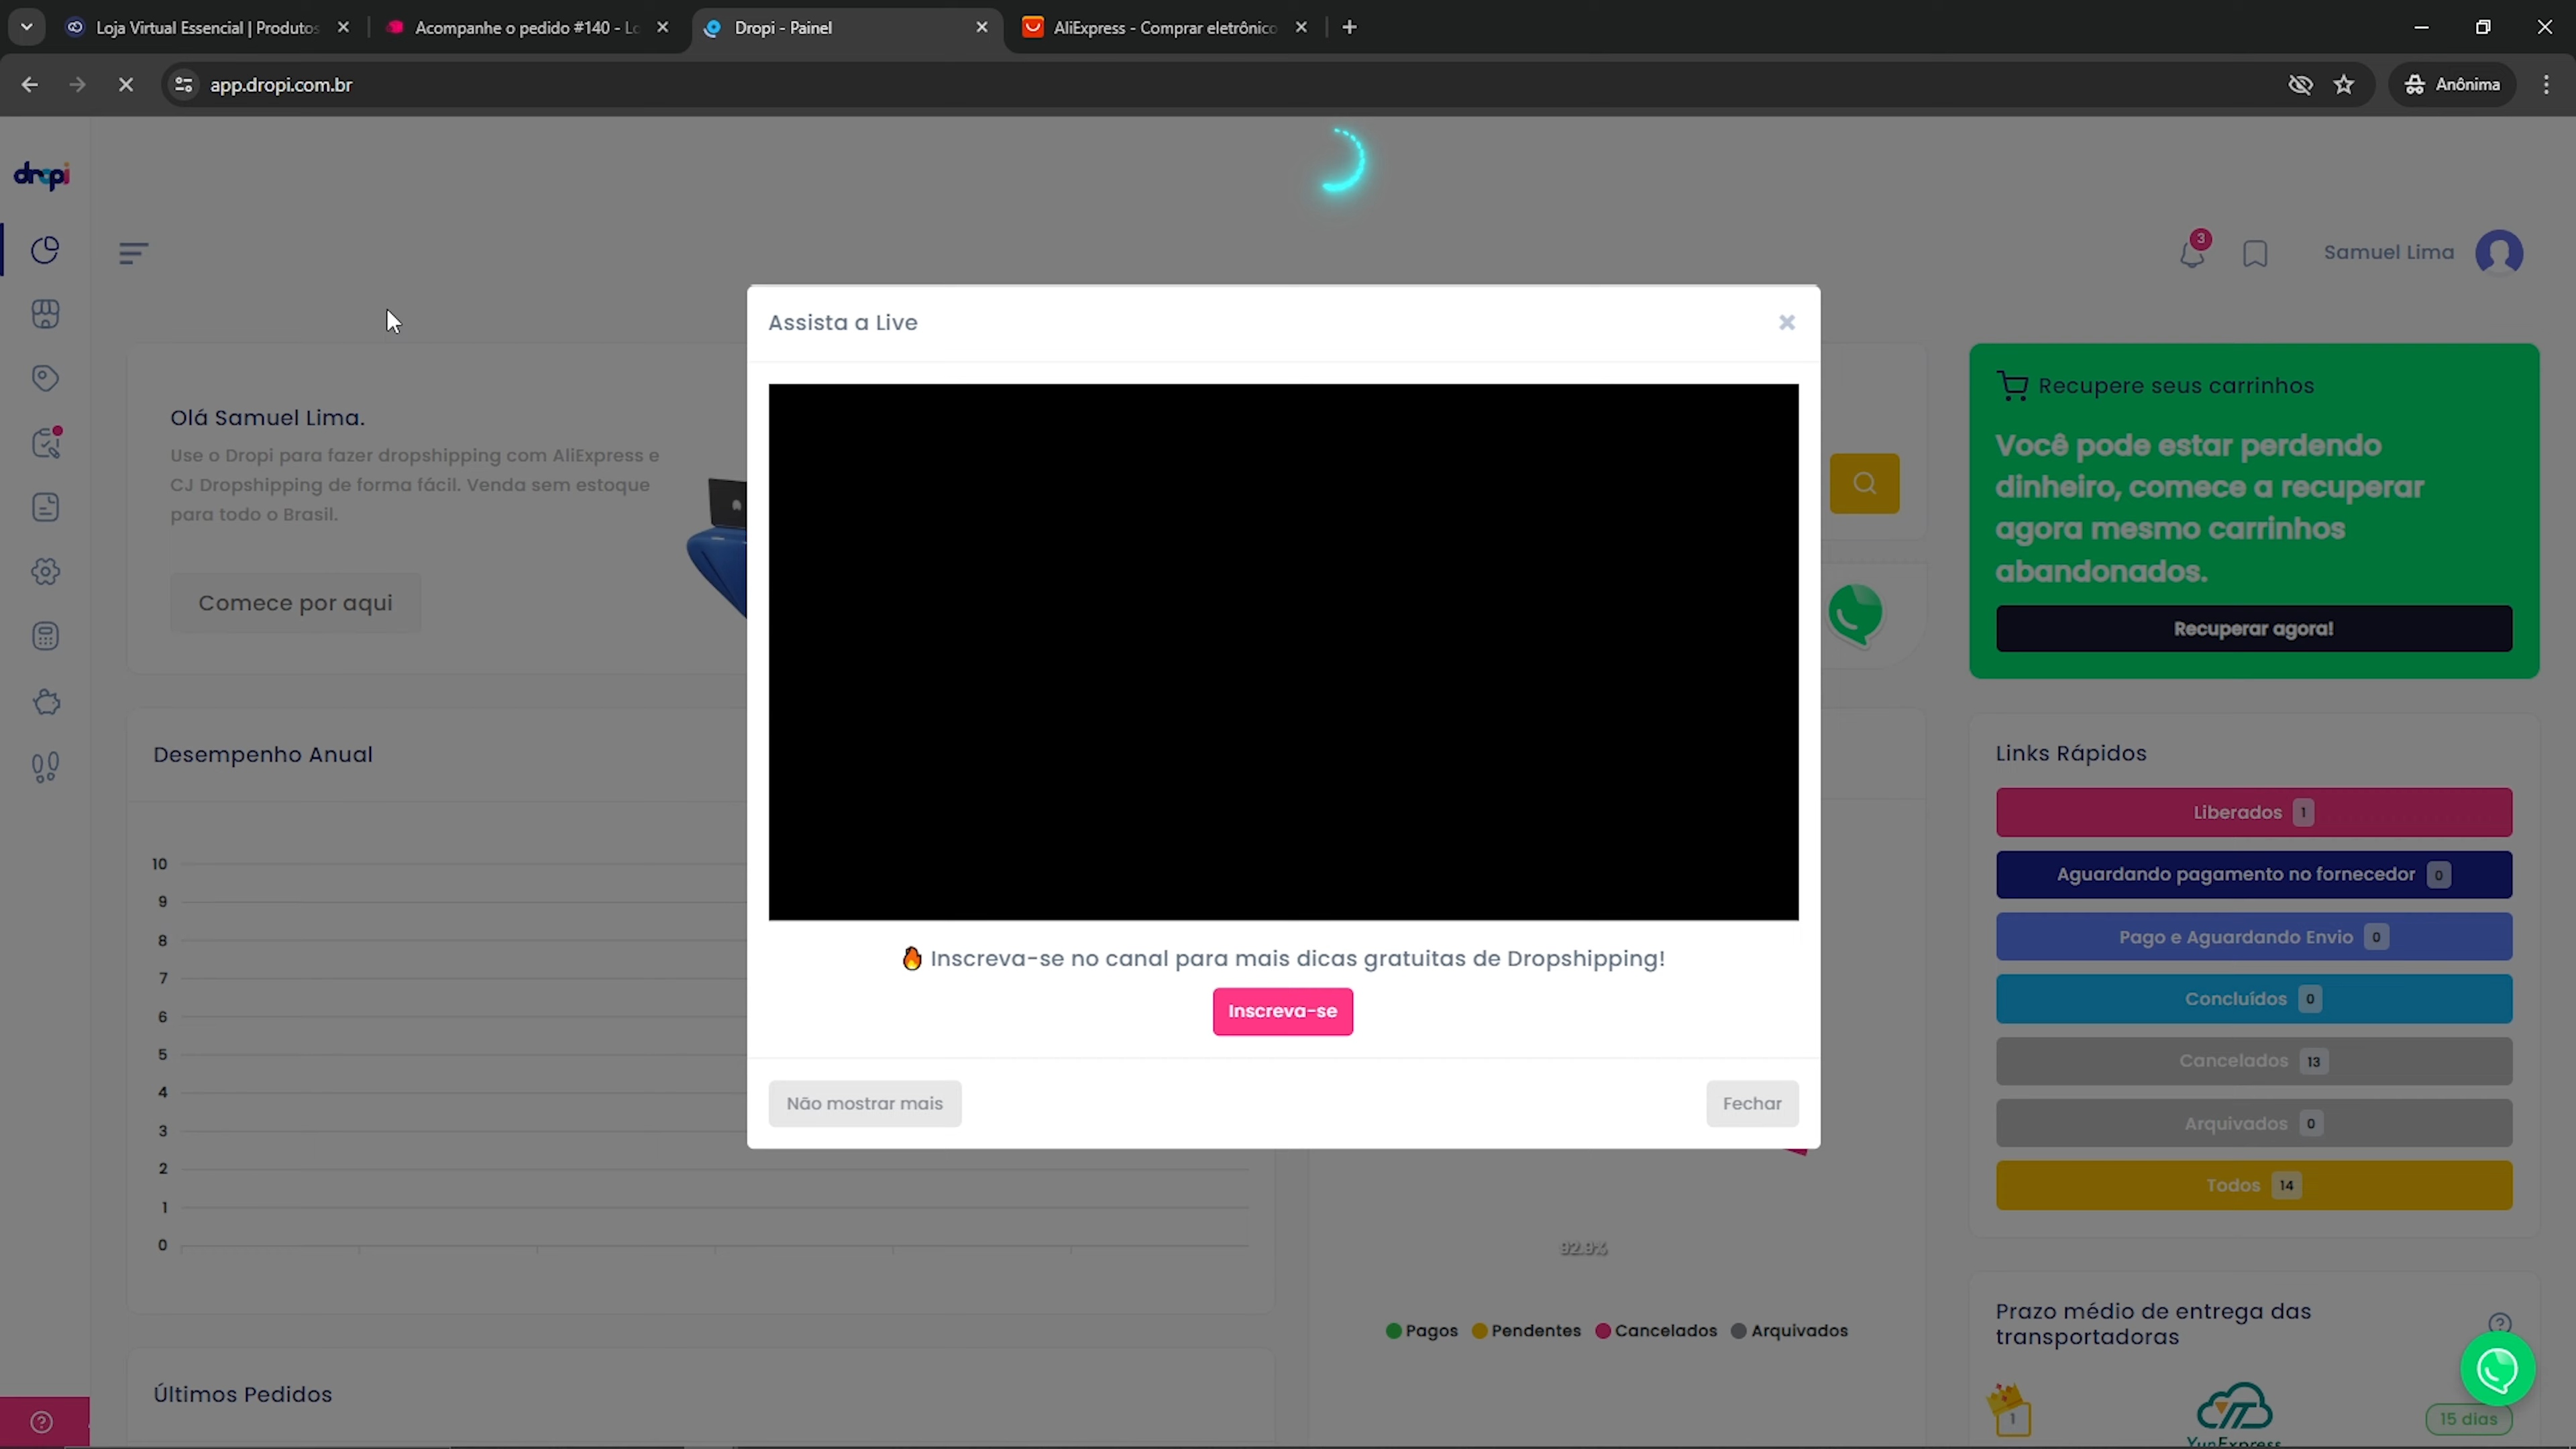 Loja Virtual Essencial | Produtos
Acompanhe o pedido #140 - Lo
Dropi - Painel
AliExpress - Comprar eletrônico
app.dropi.com.br
Anônima
dropi
3
Samuel Lima
Assista a Live
Olá Samuel Lima.
Use o Dropi para fazer dropshipping com AliExpress e
CJ Dropshipping de forma fácil. Venda sem estoque
para todo o Brasil.
Comece por aqui
Recupere seus carrinhos
Você pode estar perdendo
dinheiro, comece a recuperar
agora mesmo carrinhos
abandonados.
Recuperar agora!
🔥 Inscreva-se no canal para mais dicas gratuitas de Dropshipping!
Inscreva-se
Não mostrar mais
Fechar
Desempenho Anual
10
9
8
7
6
5
4
3
2
1
0
92.9%
Pagos Pendentes Cancelados Arquivados
Links Rápidos
Liberados 1
Aguardando pagamento no fornecedor 0
Pago e Aguardando Envio 0
Concluídos 0
Cancelados 13
Arquivados 0
Todos 14
Prazo médio de entrega das
transportadoras
1
YunExpress
15 dias
Últimos Pedidos